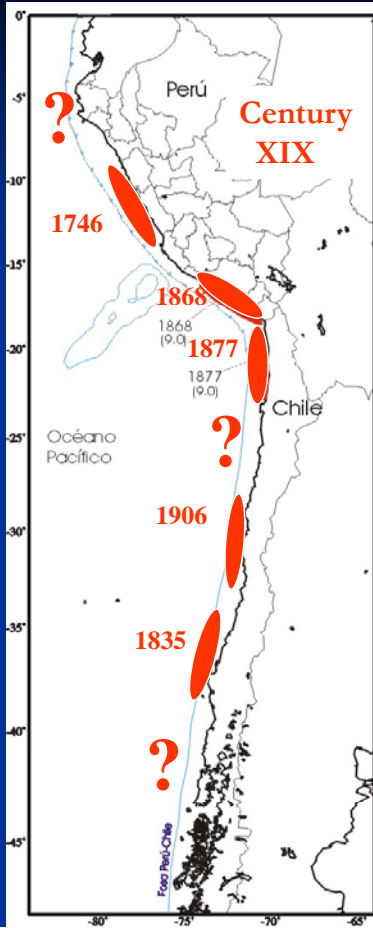 0°
Perú
Century
XIX
-5°
?
-10°
1746
-15°
1868
1868
(9.0)
1877
-20°
1877
(9.0)
Chile
Océano
Pacífico
-25°
?
-30°
1906
-35°
1835
-40°
?
-45°
Fosa Perú-Chile
-80° -75° -70° -65°